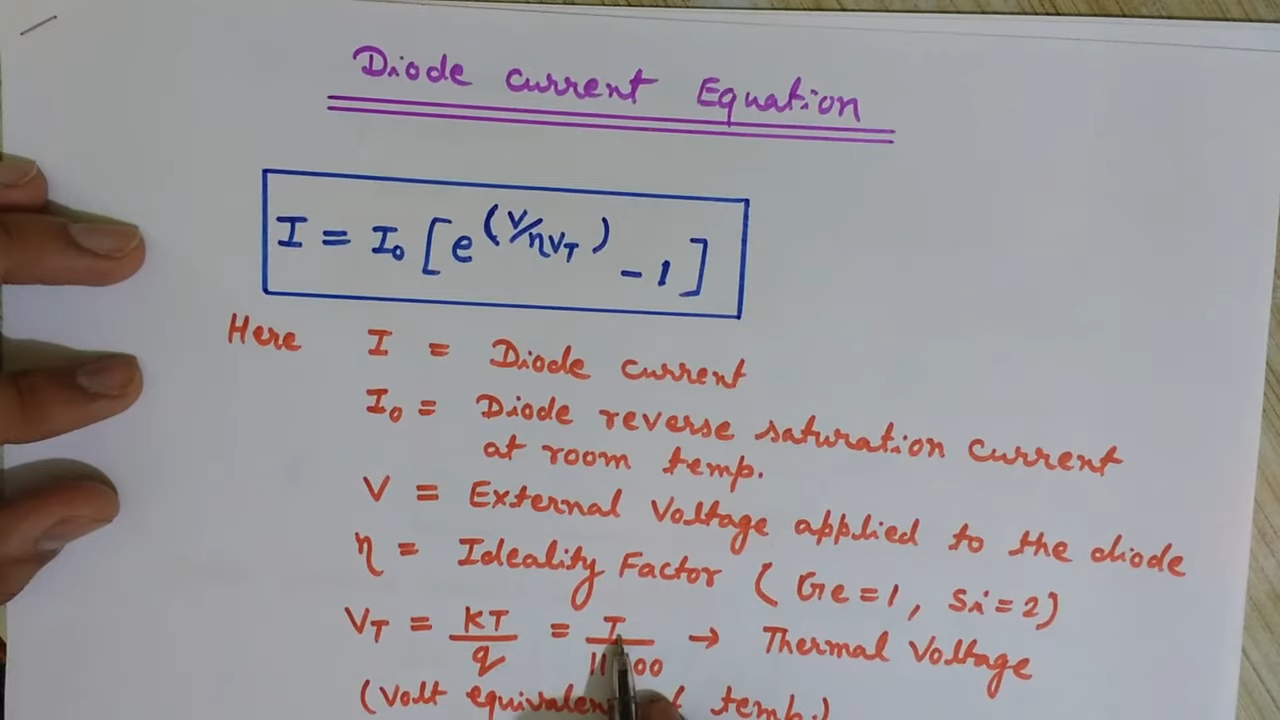 Diode current Equation
I = I₀ [e^(V/ηV_T) - 1]
Here I = Diode current
I₀ = Diode reverse saturation current
at room temp.
V = External Voltage applied to the diode
η = Ideality Factor (Ge=1, Si=2)
V_T = KT/q = T/ → Thermal Voltage
(Volt equivalent temp.)